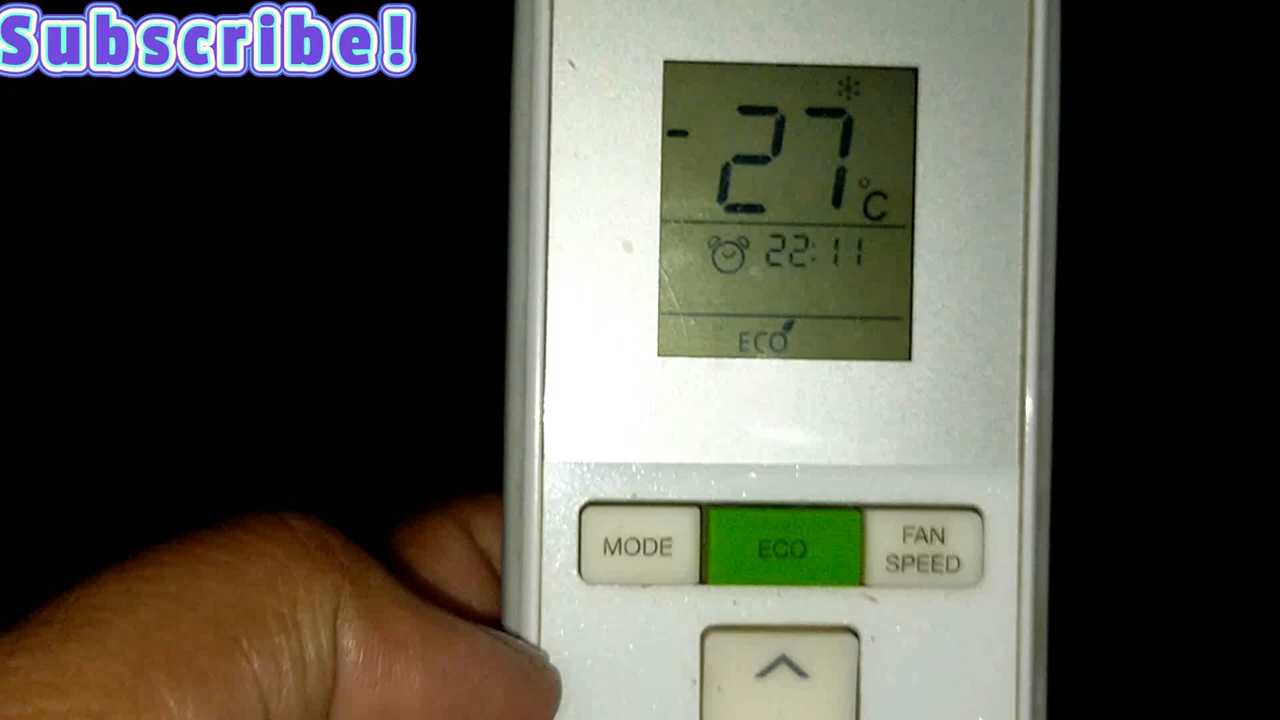 Subscribe!
-27°C
22:11
ECO
MODE
ECO
FAN
SPEED